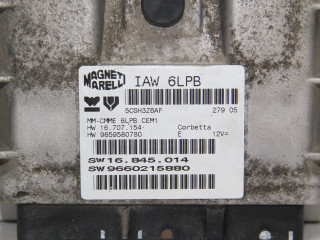 MAGNETI MARELLI IAW 6LPB
5CSH3Z6AF 279 05
MM-CMME 6LPB CEM1
HW 16.707.154- Corbetta
HW 9659580780 E 12V=
SW16.845.014
SW9660215880